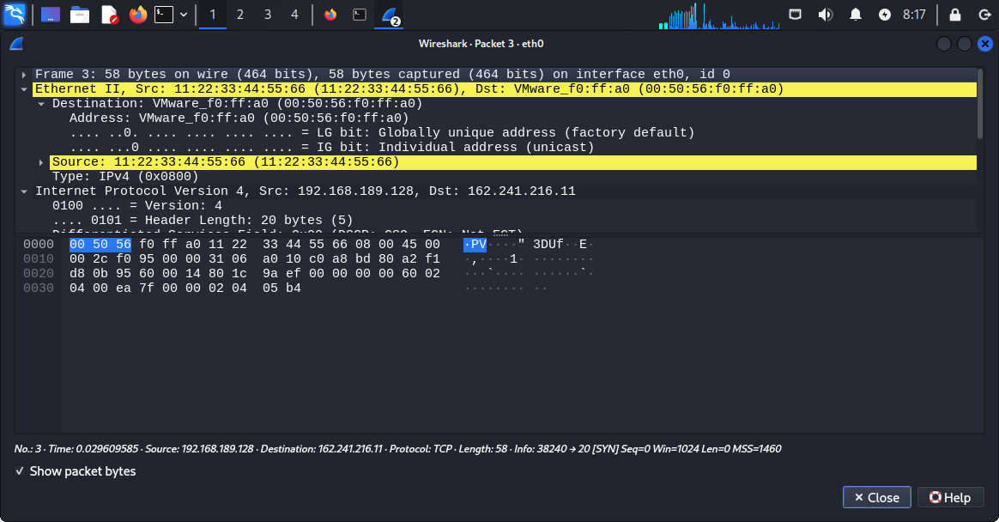 1 2 3 4 2 8:17
Wireshark · Packet 3 · eth0
Frame 3: 58 bytes on wire (464 bits), 58 bytes captured (464 bits) on interface eth0, id 0
Ethernet II, Src: 11:22:33:44:55:66 (11:22:33:44:55:66), Dst: VMware_f0:ff:a0 (00:50:56:f0:ff:a0)
Destination: VMware_f0:ff:a0 (00:50:56:f0:ff:a0)
Address: VMware_f0:ff:a0 (00:50:56:f0:ff:a0)
.... ..0. .... .... .... .... = LG bit: Globally unique address (factory default)
.... ...0 .... .... .... .... = IG bit: Individual address (unicast)
Source: 11:22:33:44:55:66 (11:22:33:44:55:66)
Type: IPv4 (0x0800)
Internet Protocol Version 4, Src: 192.168.189.128, Dst: 162.241.216.11
0100 .... = Version: 4
.... 0101 = Header Length: 20 bytes (5)
Differentiated Services Field: 0x00 (DSCP: CS0, ECN: Not-ECT)
0000 00 50 56 f0 ff a0 11 22 33 44 55 66 08 00 45 00 ·PV····" 3DUf··E·
0010 00 2c f0 95 00 00 31 06 a0 10 c0 a8 bd 80 a2 f1 ·,····1· ········
0020 d8 0b 95 60 00 14 80 1c 9a ef 00 00 00 00 60 02 ···`···· ······`·
0030 04 00 ea 7f 00 00 02 04 05 b4 ········ ··
No.: 3 · Time: 0.029609585 · Source: 192.168.189.128 · Destination: 162.241.216.11 · Protocol: TCP · Length: 58 · Info: 38240 → 20 [SYN] Seq=0 Win=1024 Len=0 MSS=1460
Show packet bytes
Close Help